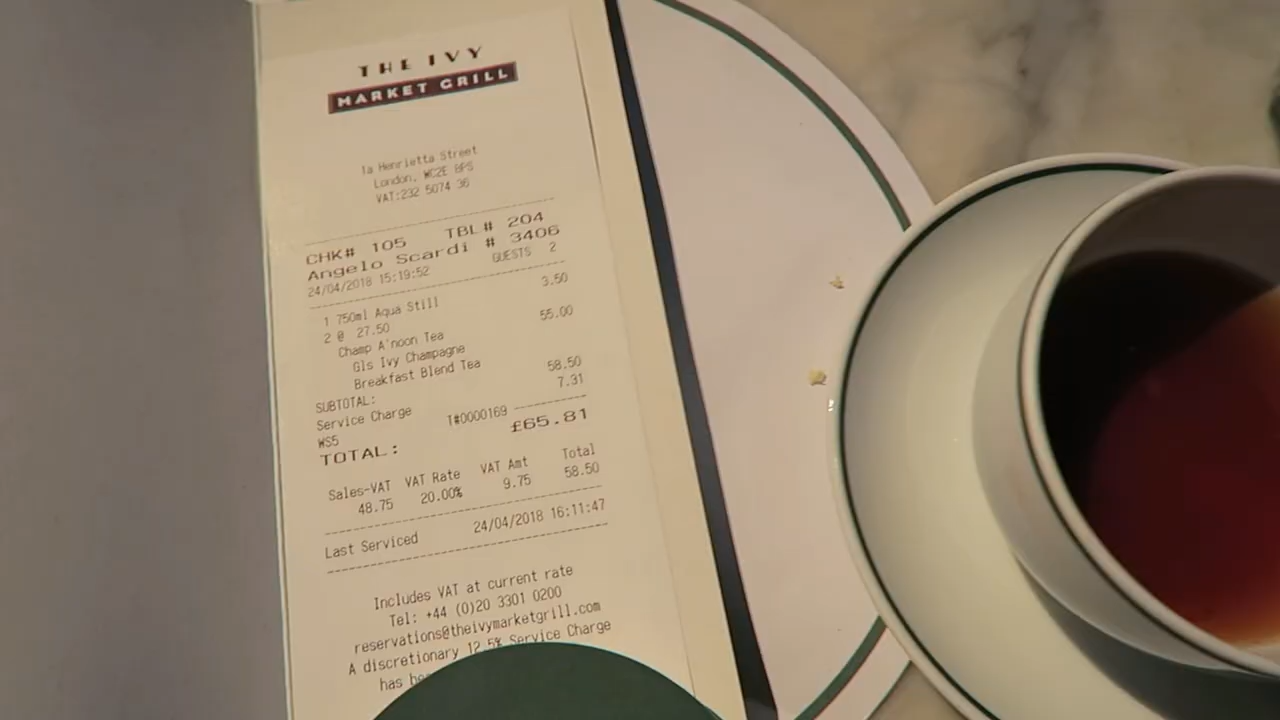 THE IVY
MARKET GRILL
1a Henrietta Street
London, WC2E 8PS
VAT:232 5074 36
CHK# 105 TBL# 204
Angelo Scardi # 3406
24/04/2018 15:19:52 GUESTS 2
1 750ml Aqua Still 3.50
2 @ 27.50
Champ A'noon Tea 55.00
Gls Ivy Champagne
Breakfast Blend Tea
SUBTOTAL: 58.50
Service Charge 7.31
WS5 T#0000169
TOTAL: £65.81
Sales-VAT VAT Rate VAT Amt Total
48.75 20.00% 9.75 58.50
Last Serviced 24/04/2018 16:11:47
Includes VAT at current rate
Tel: +44 (0)20 3301 0200
reservations@theivymarketgrill.com
A discretionary 12.5% Service Charge
has